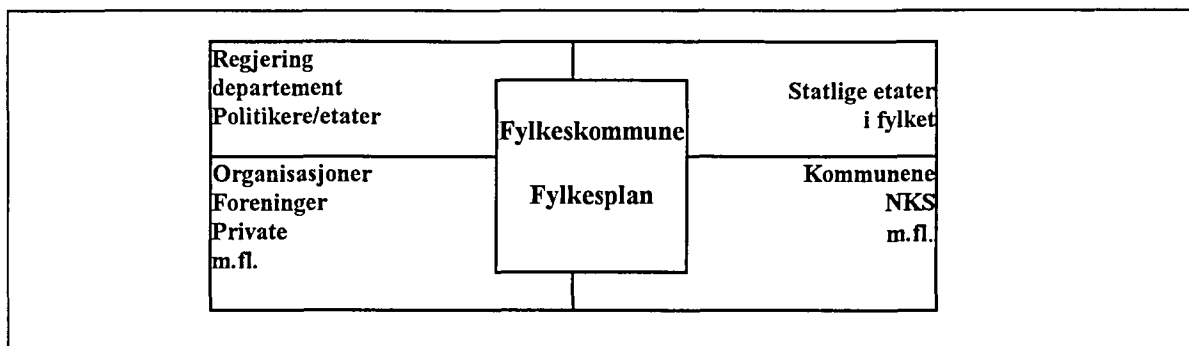 Regjering
departement
Politikere/etater
Statlige etater
i fylket
Fylkeskommune
Fylkesplan
Organisasjoner
Foreninger
Private
m.fl.
Kommunene
NKS
m.fl.